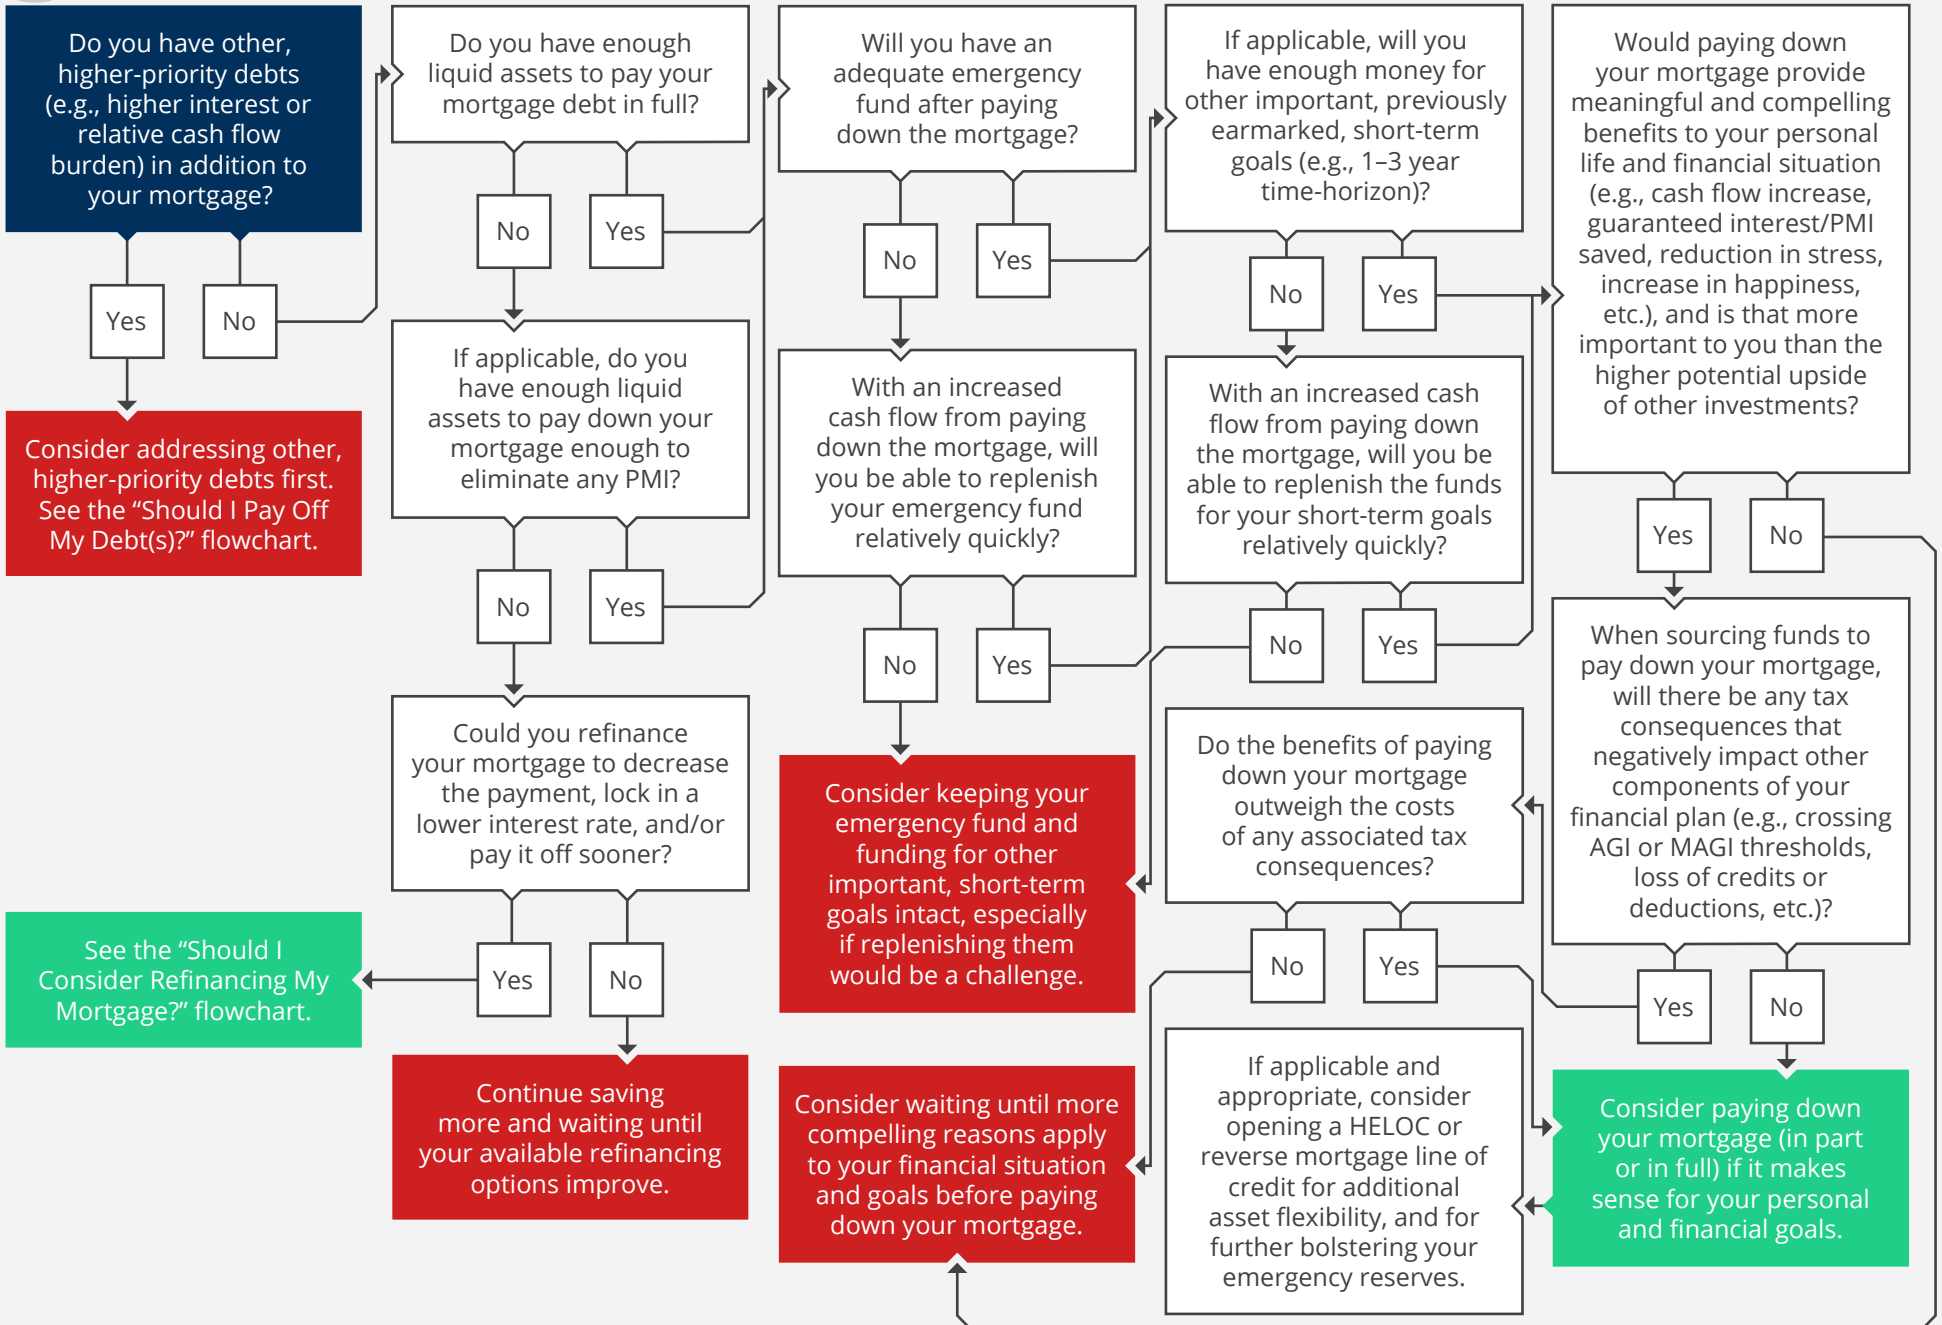 Do you have other,
higher-priority debts
(e.g., higher interest or
relative cash flow
burden) in addition to
your mortgage?
Yes
No
Consider addressing other,
higher-priority debts first.
See the “Should I Pay Off
My Debt(s)?” flowchart.
See the “Should I
Consider Refinancing My
Mortgage?” flowchart.
Do you have enough
liquid assets to pay your
mortgage debt in full?
No
Yes
If applicable, do you
have enough liquid
assets to pay down your
mortgage enough to
eliminate any PMI?
No
Yes
Could you refinance
your mortgage to decrease
the payment, lock in a
lower interest rate, and/or
pay it off sooner?
Yes
No
Continue saving
more and waiting until
your available refinancing
options improve.
Will you have an
adequate emergency
fund after paying
down the mortgage?
No
Yes
With an increased
cash flow from paying
down the mortgage, will
you be able to replenish
your emergency fund
relatively quickly?
No
Yes
Consider keeping your
emergency fund and
funding for other
important, short-term
goals intact, especially
if replenishing them
would be a challenge.
Consider waiting until more
compelling reasons apply
to your financial situation
and goals before paying
down your mortgage.
If applicable, will you
have enough money for
other important, previously
earmarked, short-term
goals (e.g., 1–3 year
time-horizon)?
No
Yes
With an increased cash
flow from paying down
the mortgage, will you be
able to replenish the funds
for your short-term goals
relatively quickly?
No
Yes
Do the benefits of paying
down your mortgage
outweigh the costs
of any associated tax
consequences?
No
Yes
If applicable and
appropriate, consider
opening a HELOC or
reverse mortgage line of
credit for additional
asset flexibility, and for
further bolstering your
emergency reserves.
Would paying down
your mortgage provide
meaningful and compelling
benefits to your personal
life and financial situation
(e.g., cash flow increase,
guaranteed interest/PMI
saved, reduction in stress,
increase in happiness,
etc.), and is that more
important to you than the
higher potential upside
of other investments?
Yes
No
When sourcing funds to
pay down your mortgage,
will there be any tax
consequences that
negatively impact other
components of your
financial plan (e.g., crossing
AGI or MAGI thresholds,
loss of credits or
deductions, etc.)?
Yes
No
Consider paying down
your mortgage (in part
or in full) if it makes
sense for your personal
and financial goals.